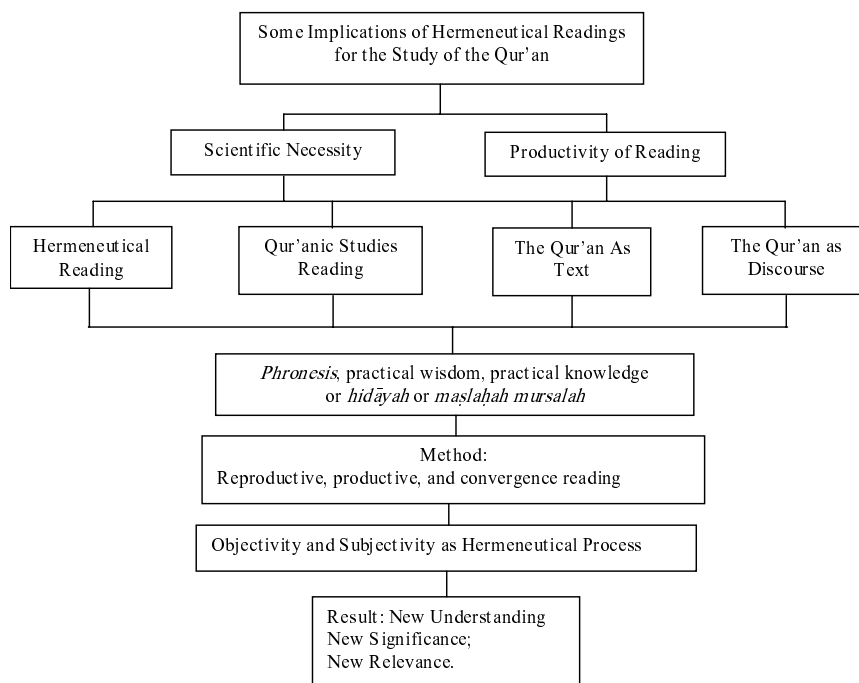 Some Implications of Hermeneutical Readings
for the Study of the Qur’an
Scientific Necessity
Productivity of Reading
Hermeneutical
Reading
Qur’anic Studies
Reading
The Qur’an As
Text
The Qur’an as
Discourse
Phronesis, practical wisdom, practical knowledge
or hidāyah or maṣlaḥah mursalah
Method:
Reproductive, productive, and convergence reading
Objectivity and Subjectivity as Hermeneutical Process
Result: New Understanding
New Significance;
New Relevance.